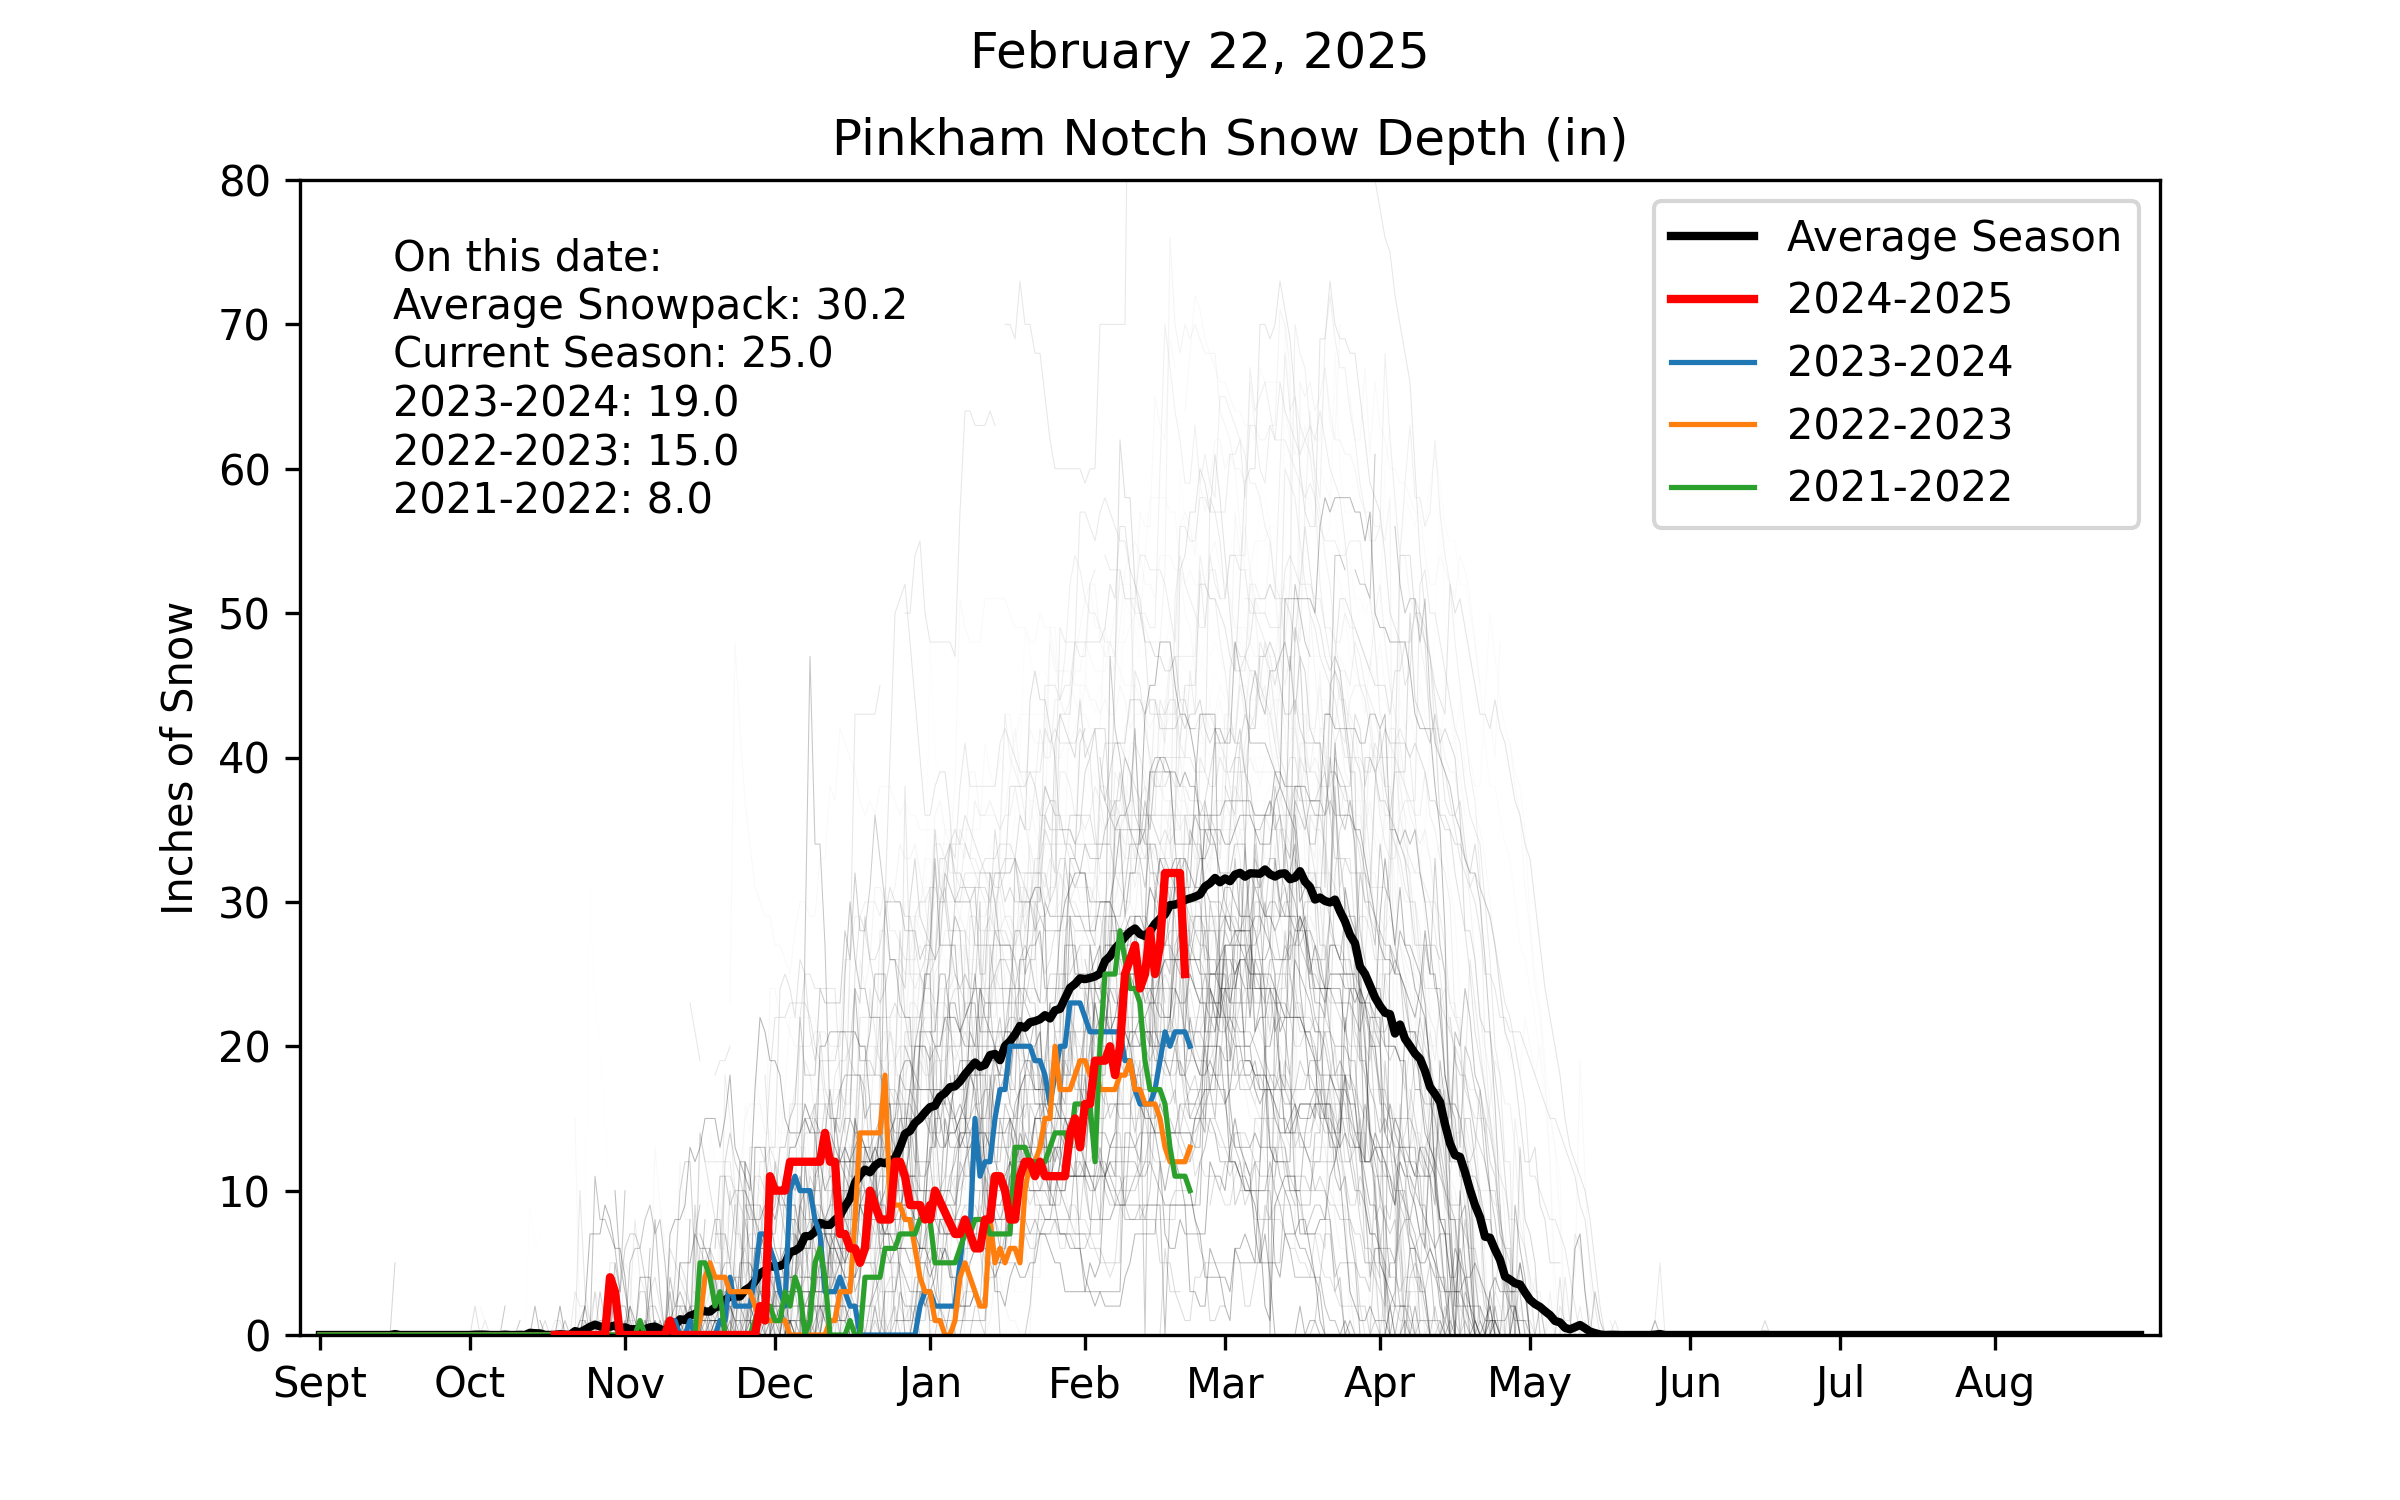 February 22, 2025
Pinkham Notch Snow Depth (in)
80
70
60
50
40
30
20
10
0
Inches of Snow
On this date:
Average Snowpack: 30.2
Current Season: 25.0
2023-2024: 19.0
2022-2023: 15.0
2021-2022: 8.0
Average Season
2024-2025
2023-2024
2022-2023
2021-2022
Sept Oct Nov Dec Jan Feb Mar Apr May Jun Jul Aug